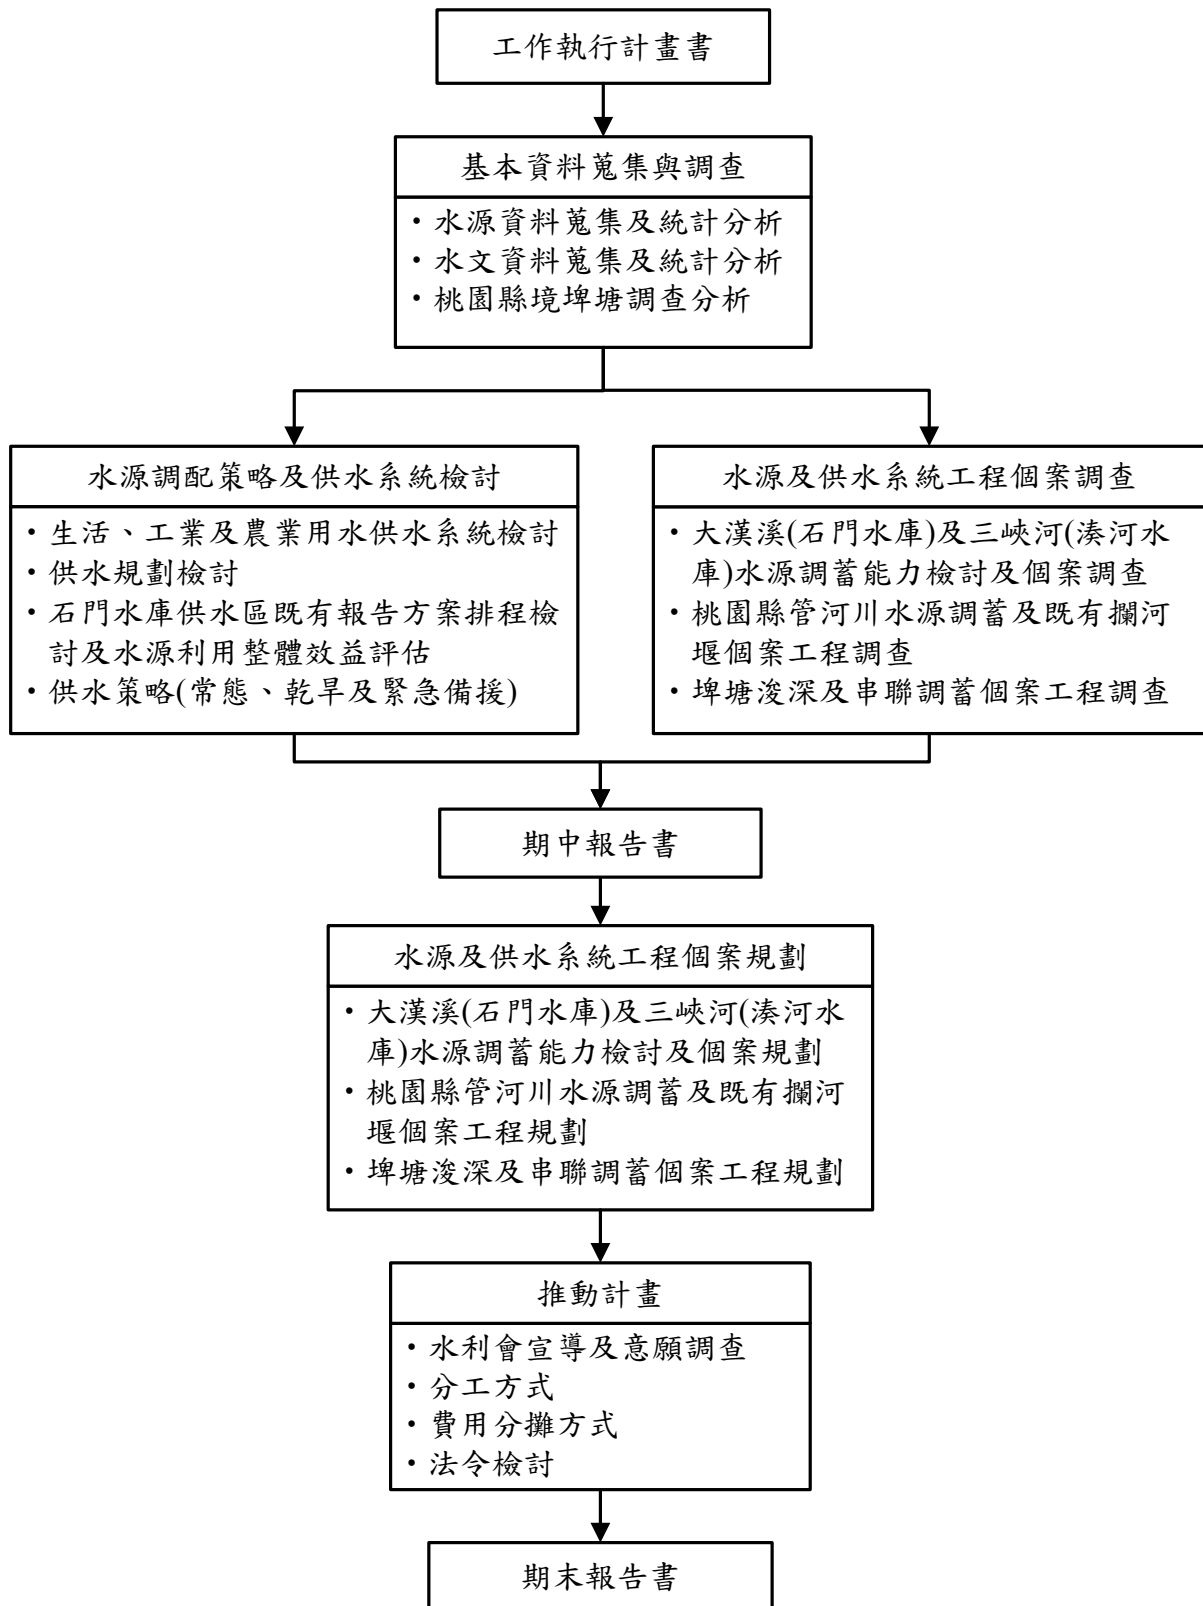 工作執行計畫書
基本資料蒐集與調查
・水源資料蒐集及統計分析
・水文資料蒐集及統計分析
・桃園縣境埤塘調查分析
水源調配策略及供水系統檢討
・生活、工業及農業用水供水系統檢討
・供水規劃檢討
・石門水庫供水區既有報告方案排程檢
討及水源利用整體效益評估
・供水策略(常態、乾旱及緊急備援)
水源及供水系統工程個案調查
・大漢溪(石門水庫)及三峽河(湊河水
庫)水源調蓄能力檢討及個案調查
・桃園縣管河川水源調蓄及既有攔河
堰個案工程調查
・埤塘浚深及串聯調蓄個案工程調查
期中報告書
水源及供水系統工程個案規劃
・大漢溪(石門水庫)及三峽河(湊河水
庫)水源調蓄能力檢討及個案規劃
・桃園縣管河川水源調蓄及既有攔河
堰個案工程規劃
・埤塘浚深及串聯調蓄個案工程規劃
推動計畫
・水利會宣導及意願調查
・分工方式
・費用分攤方式
・法令檢討
期末報告書